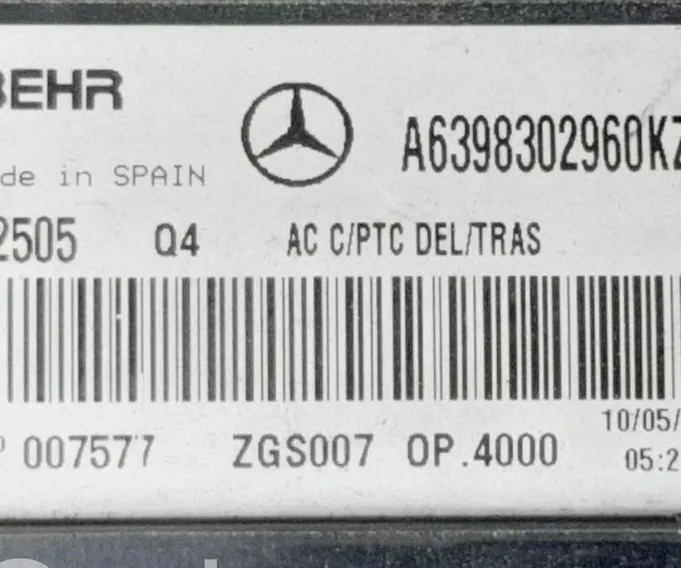 BEHR
A6398302960KZ
de in SPAIN
2505 Q4 AC C/PTC DEL/TRAS
P 007577 ZGS007 OP.4000
10/05/
05:2